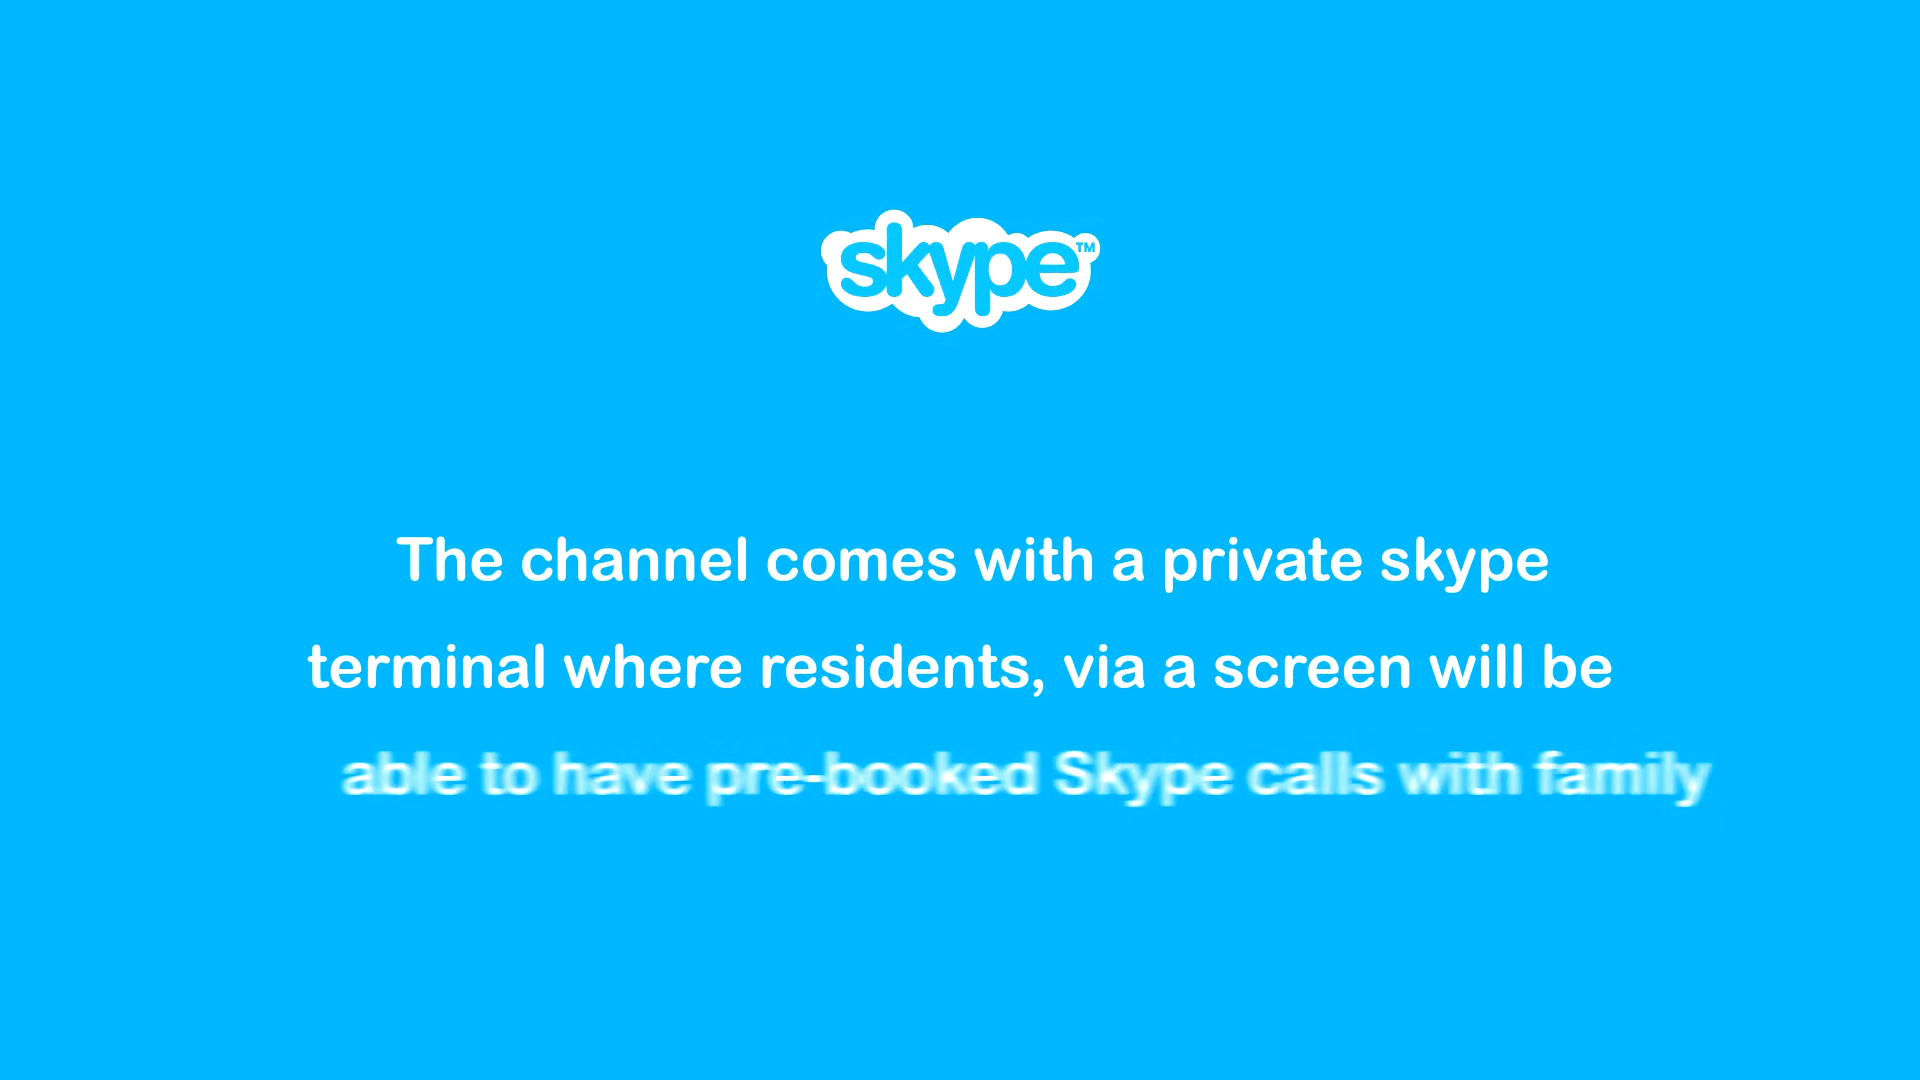 skype™
The channel comes with a private skype
terminal where residents, via a screen will be
able to have pre-booked Skype calls with family